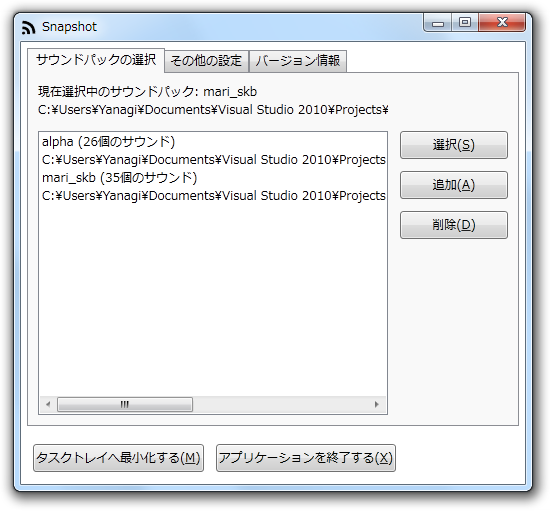 Snapshot
サウンドパックの選択 その他の設定 バージョン情報
現在選択中のサウンドパック: mari_skb
C:¥Users¥Yanagi¥Documents¥Visual Studio 2010¥Projects¥
alpha (26個のサウンド)
C:¥Users¥Yanagi¥Documents¥Visual Studio 2010¥Projects
mari_skb (35個のサウンド)
C:¥Users¥Yanagi¥Documents¥Visual Studio 2010¥Projects
選択(S)
追加(A)
削除(D)
タスクトレイへ最小化する(M) アプリケーションを終了する(X)